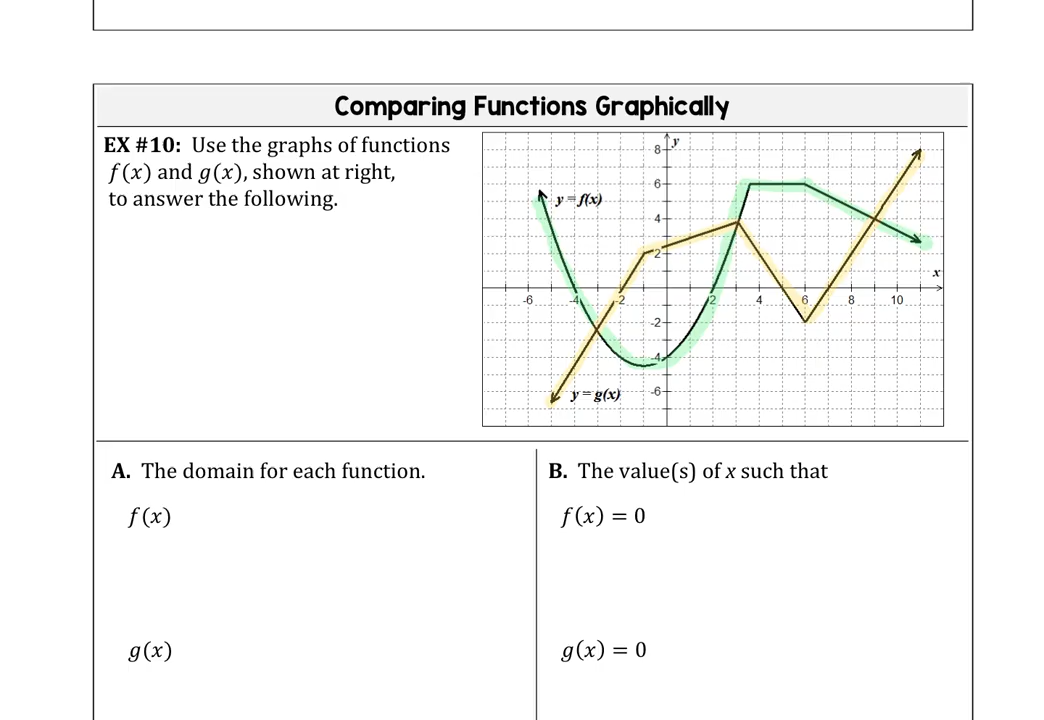 Comparing Functions Graphically
EX #10: Use the graphs of functions
f(x) and g(x), shown at right,
to answer the following.
y
8
6
4
2
-2
-4
-6
-6
-4
-2
2
4
6
8
10
x
y = f(x)
y = g(x)
A. The domain for each function.
f(x)
g(x)
B. The value(s) of x such that
f(x) = 0
g(x) = 0